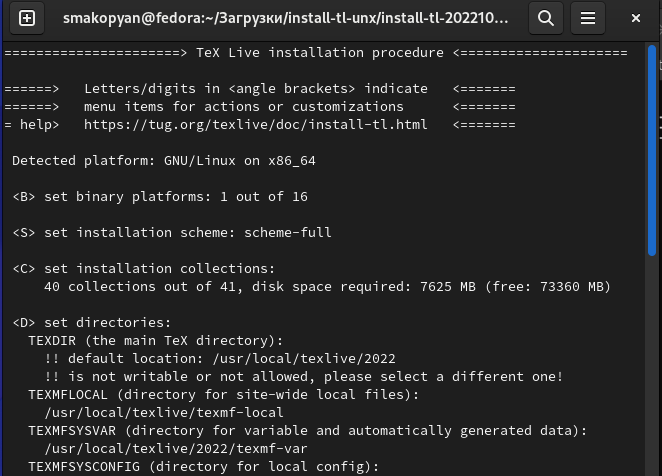 smakopyan@fedora:~/Загрузки/install-tl-unx/install-tl-202210...
======================> TeX Live installation procedure <=====================
======>   Letters/digits in <angle brackets> indicate   <=======
======>   menu items for actions or customizations      <=======
= help>   https://tug.org/texlive/doc/install-tl.html   <=======
Detected platform: GNU/Linux on x86_64
<B> set binary platforms: 1 out of 16
<S> set installation scheme: scheme-full
<C> set installation collections:
40 collections out of 41, disk space required: 7625 MB (free: 73360 MB)
<D> set directories:
TEXDIR (the main TeX directory):
!! default location: /usr/local/texlive/2022
!! is not writable or not allowed, please select a different one!
TEXMFLOCAL (directory for site-wide local files):
/usr/local/texlive/texmf-local
TEXMFSYSVAR (directory for variable and automatically generated data):
/usr/local/texlive/2022/texmf-var
TEXMFSYSCONFIG (directory for local config):